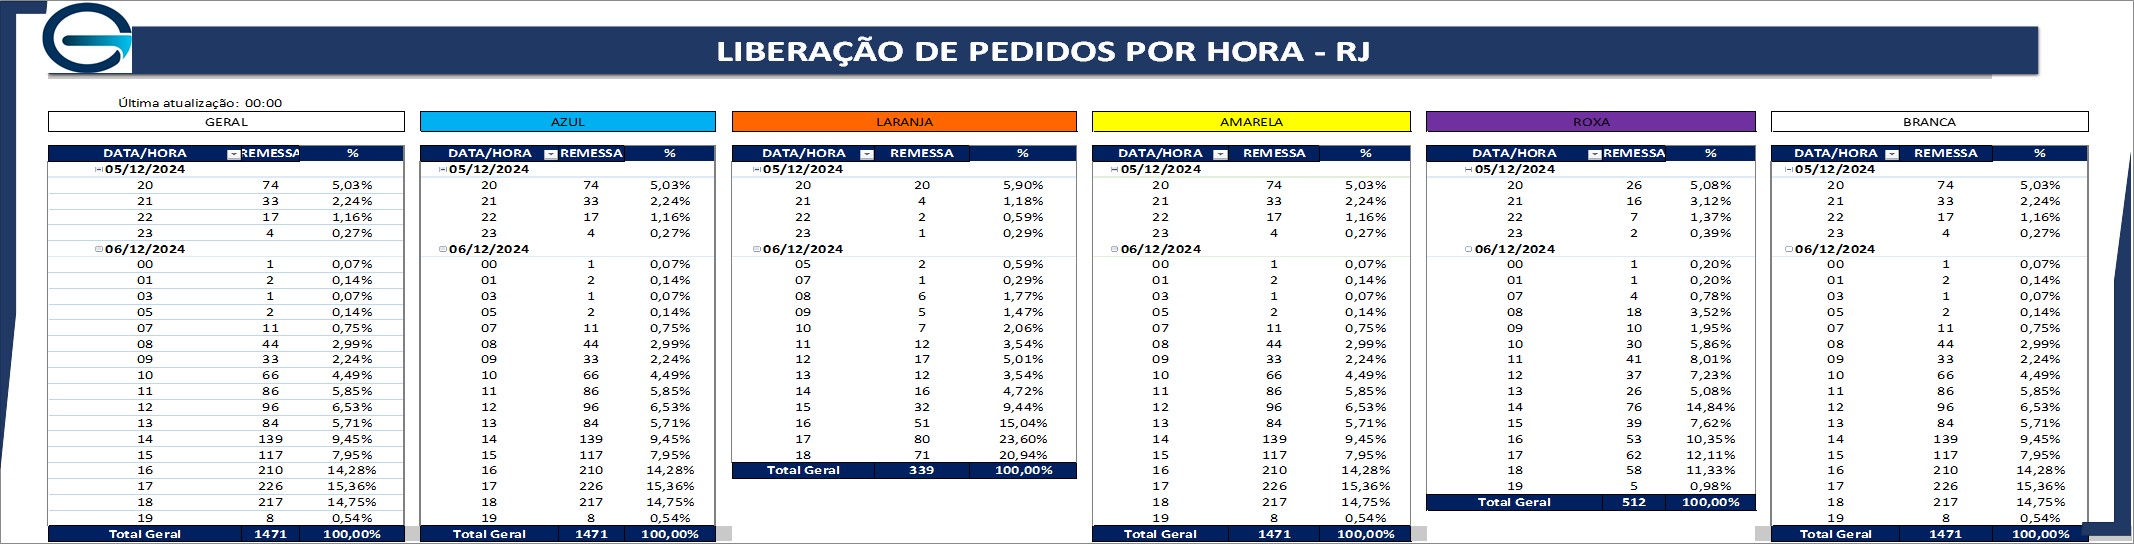 LIBERAÇÃO DE PEDIDOS POR HORA - RJ
Última atualização: 00:00
GERAL AZUL LARANJA AMARELA ROXA BRANCA
DATA/HORA REMESSA % DATA/HORA REMESSA % DATA/HORA REMESSA % DATA/HORA REMESSA % DATA/HORA REMESSA % DATA/HORA REMESSA %
05/12/2024 05/12/2024 05/12/2024 05/12/2024 05/12/2024 05/12/2024
20 74 5,03% 20 74 5,03% 20 20 5,90% 20 74 5,03% 20 26 5,08% 20 74 5,03%
21 33 2,24% 21 33 2,24% 21 4 1,18% 21 33 2,24% 21 16 3,12% 21 33 2,24%
22 17 1,16% 22 17 1,16% 22 2 0,59% 22 17 1,16% 22 7 1,37% 22 17 1,16%
23 4 0,27% 23 4 0,27% 23 1 0,29% 23 4 0,27% 23 2 0,39% 23 4 0,27%
06/12/2024 06/12/2024 06/12/2024 06/12/2024 06/12/2024 06/12/2024
00 1 0,07% 00 1 0,07% 05 2 0,59% 00 1 0,07% 00 1 0,20% 00 1 0,07%
01 2 0,14% 01 2 0,14% 07 1 0,29% 01 2 0,14% 01 1 0,20% 01 2 0,14%
03 1 0,07% 03 1 0,07% 08 6 1,77% 03 1 0,07% 07 4 0,78% 03 1 0,07%
05 2 0,14% 05 2 0,14% 09 5 1,47% 05 2 0,14% 08 18 3,52% 05 2 0,14%
07 11 0,75% 07 11 0,75% 10 7 2,06% 07 11 0,75% 09 10 1,95% 07 11 0,75%
08 44 2,99% 08 44 2,99% 11 12 3,54% 08 44 2,99% 10 30 5,86% 08 44 2,99%
09 33 2,24% 09 33 2,24% 12 17 5,01% 09 33 2,24% 11 41 8,01% 09 33 2,24%
10 66 4,49% 10 66 4,49% 13 12 3,54% 10 66 4,49% 12 37 7,23% 10 66 4,49%
11 86 5,85% 11 86 5,85% 14 16 4,72% 11 86 5,85% 13 26 5,08% 11 86 5,85%
12 96 6,53% 12 96 6,53% 15 32 9,44% 12 96 6,53% 14 76 14,84% 12 96 6,53%
13 84 5,71% 13 84 5,71% 16 51 15,04% 13 84 5,71% 15 39 7,62% 13 84 5,71%
14 139 9,45% 14 139 9,45% 17 80 23,60% 14 139 9,45% 16 53 10,35% 14 139 9,45%
15 117 7,95% 15 117 7,95% 18 71 20,94% 15 117 7,95% 17 62 12,11% 15 117 7,95%
16 210 14,28% 16 210 14,28% Total Geral 339 100,00% 16 210 14,28% 18 58 11,33% 16 210 14,28%
17 226 15,36% 17 226 15,36% 17 226 15,36% 19 5 0,98% 17 226 15,36%
18 217 14,75% 18 217 14,75% 18 217 14,75% Total Geral 512 100,00% 18 217 14,75%
19 8 0,54% 19 8 0,54% 19 8 0,54% 19 8 0,54%
Total Geral 1471 100,00% Total Geral 1471 100,00% Total Geral 1471 100,00% Total Geral 1471 100,00%